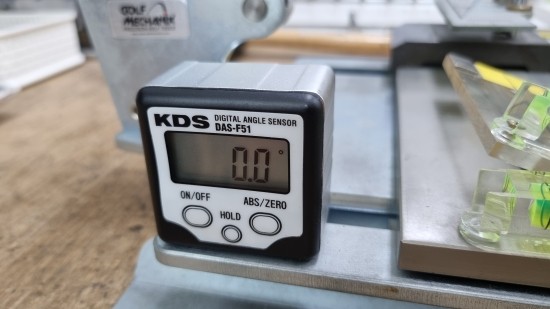 GOLF
MECHANIX
KDS DIGITAL ANGLE SENSOR
DAS-F51
0.0°
ON/OFF
ABS/ZERO
HOLD